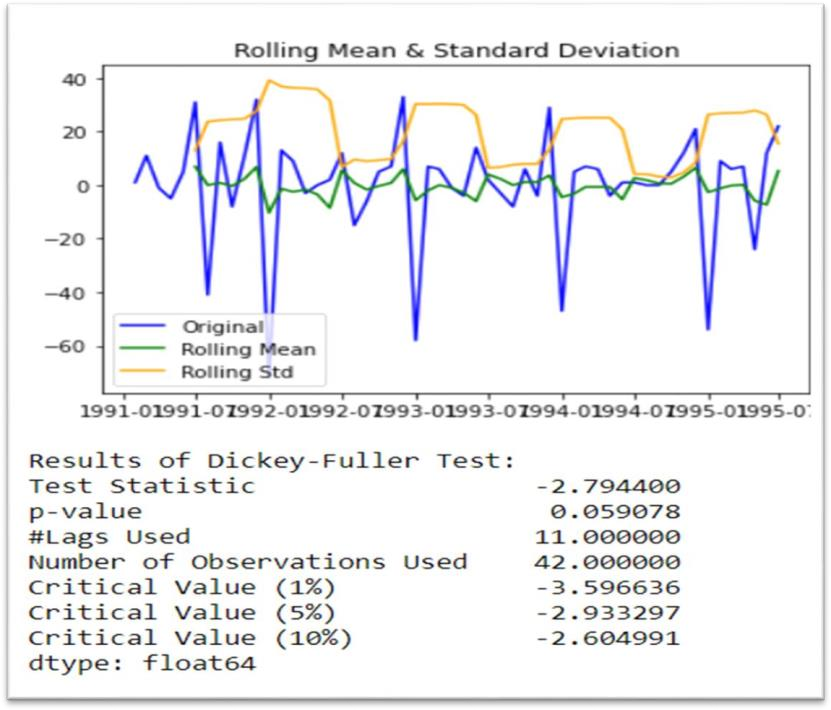 Rolling Mean & Standard Deviation
40
20
0
−20
−40
−60
Original
Rolling Mean
Rolling Std
1991-01 1991-07 1992-01 1992-07 1993-01 1993-07 1994-01 1994-07 1995-01 1995-07
Results of Dickey-Fuller Test:
Test Statistic -2.794400
p-value 0.059078
#Lags Used 11.000000
Number of Observations Used 42.000000
Critical Value (1%) -3.596636
Critical Value (5%) -2.933297
Critical Value (10%) -2.604991
dtype: float64